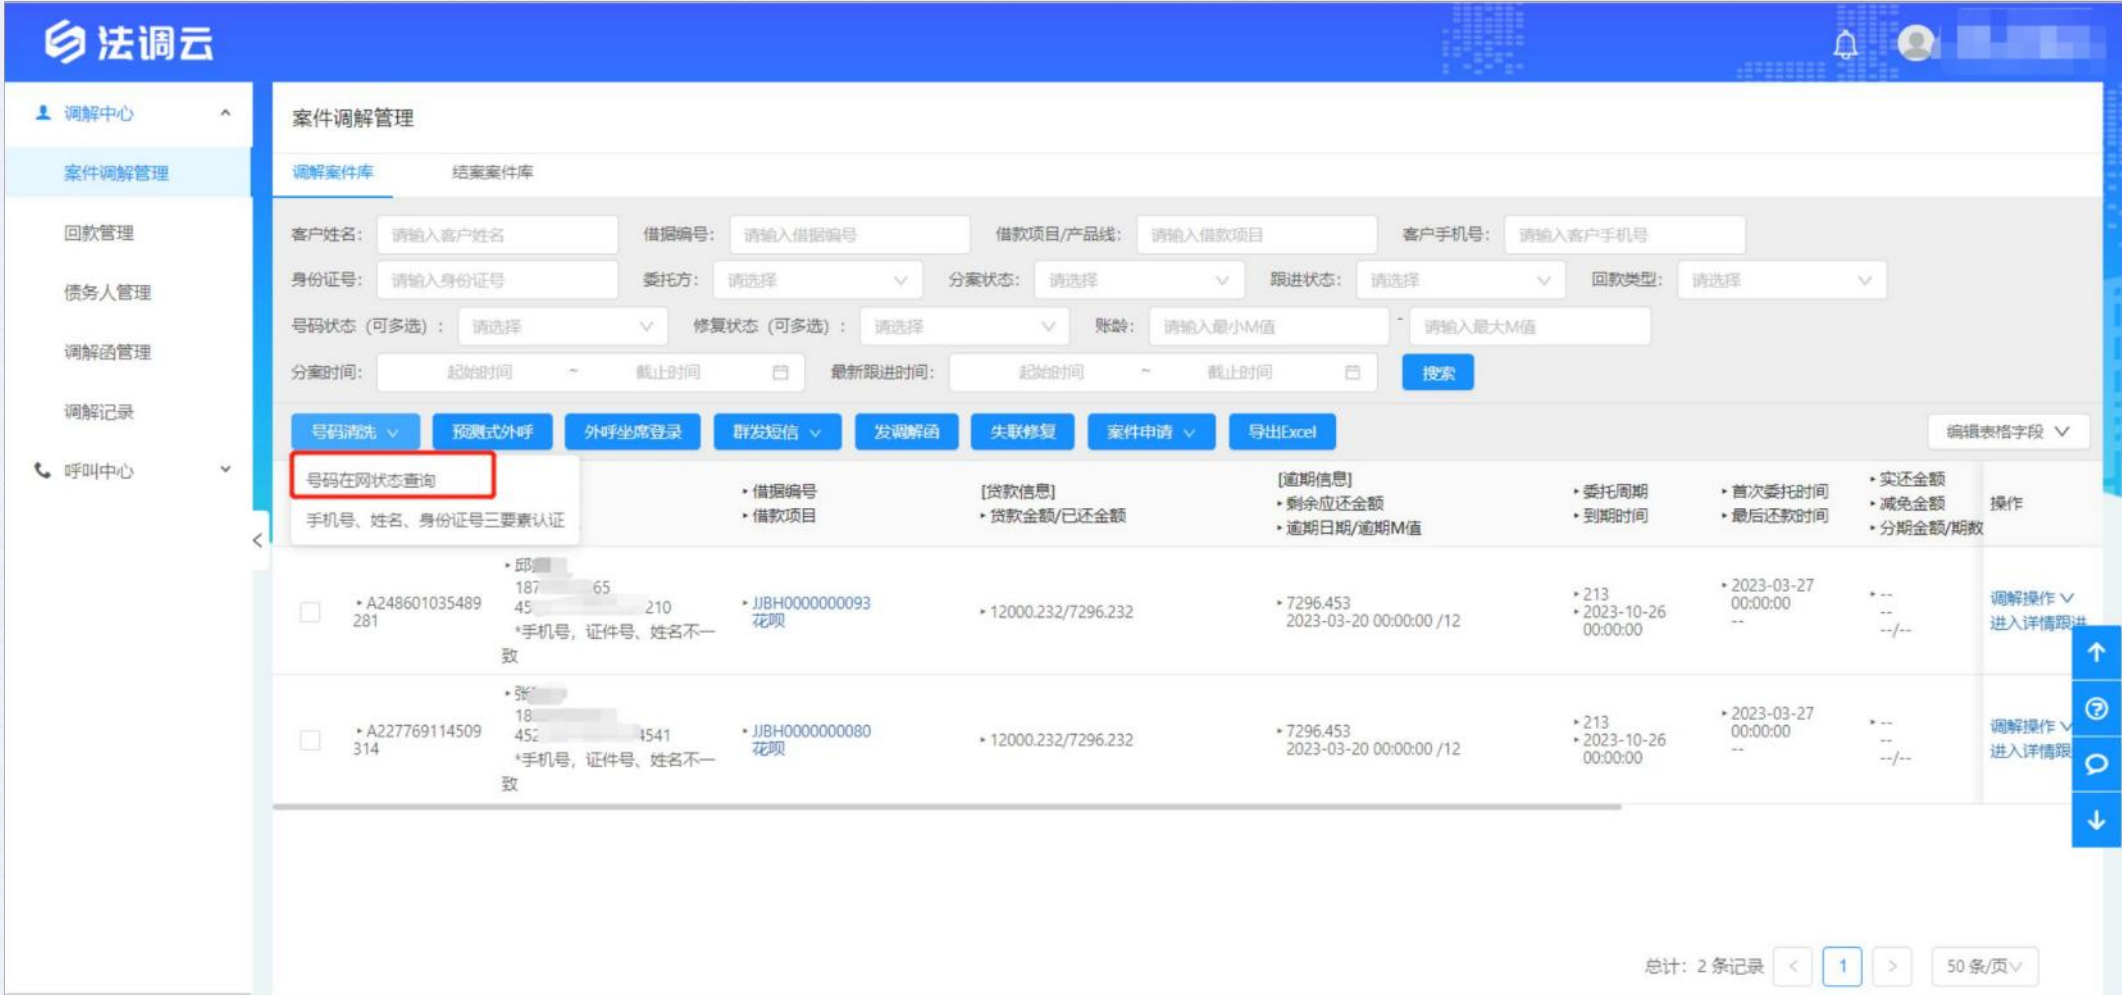 法调云
调解中心
案件调解管理
回款管理
债务人管理
调解函管理
调解记录
呼叫中心
案件调解管理
调解案件库
结案案件库
客户姓名： 请输入客户姓名
借据编号： 请输入借据编号
借款项目/产品线： 请输入借款项目
客户手机号： 请输入客户手机号
身份证号： 请输入身份证号
委托方： 请选择
分案状态： 请选择
跟进状态： 请选择
回款类型： 请选择
号码状态（可多选）： 请选择
修复状态（可多选）： 请选择
账龄： 请输入最小M值 - 请输入最大M值
分案时间： 起始时间 ~ 截止时间
最新跟进时间： 起始时间 ~ 截止时间
搜索
号码清洗
预测式外呼
外呼坐席登录
群发短信
发调解函
失联修复
案件申请
导出Excel
编辑表格字段
号码在网状态查询
手机号、姓名、身份证号三要素认证
借据编号
借款项目
[贷款信息]
贷款金额/已还金额
[逾期信息]
剩余应还金额
逾期日期/逾期M值
委托周期
到期时间
首次委托时间
最后还款时间
实还金额
减免金额
分期金额/期数
操作
A248601035489
281
邱
187 65
45 210
*手机号，证件号、姓名不一
致
JJBH0000000093
花呗
12000.232/7296.232
7296.453
2023-03-20 00:00:00 /12
213
2023-10-26
00:00:00
2023-03-27
00:00:00
--
--
--
--/--
调解操作
进入详情跟进
A227769114509
314
张
18
452 4541
*手机号，证件号、姓名不一
致
JJBH0000000080
花呗
12000.232/7296.232
7296.453
2023-03-20 00:00:00 /12
213
2023-10-26
00:00:00
2023-03-27
00:00:00
--
--
--
--/--
调解操作
进入详情跟
总计：2 条记录 < 1 > 50 条/页